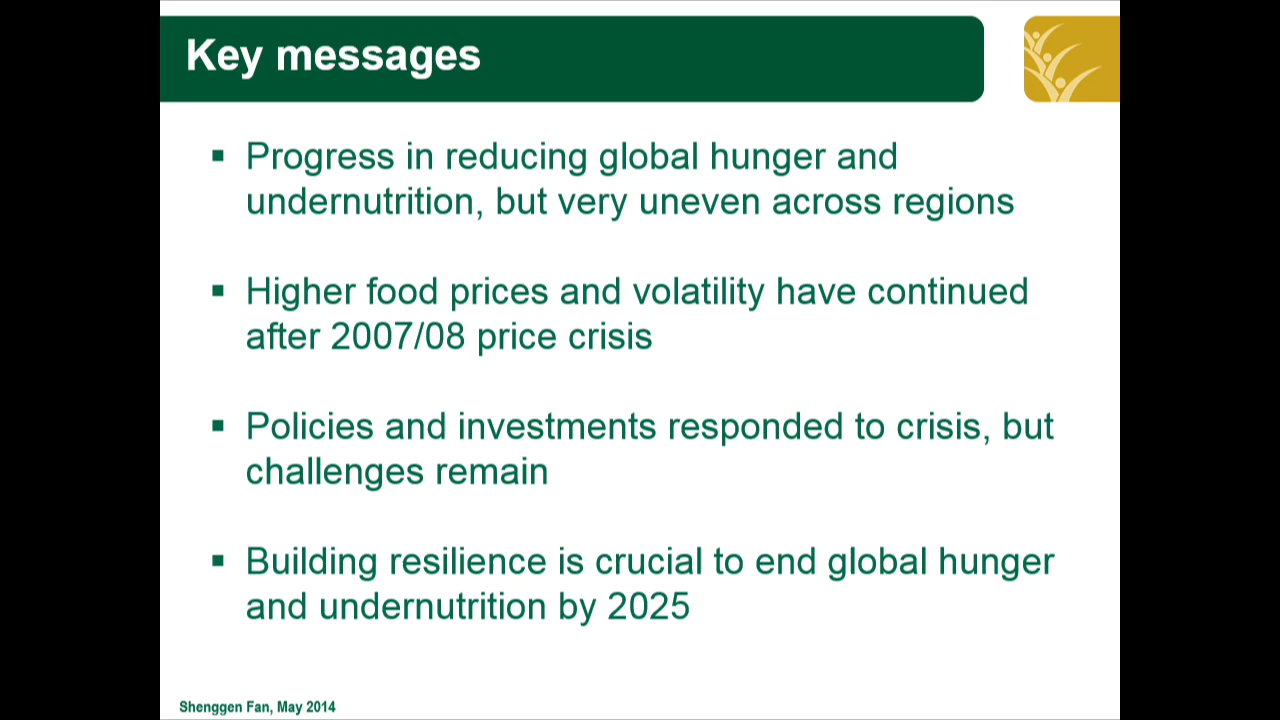 Key messages
▪ Progress in reducing global hunger and
undernutrition, but very uneven across regions
▪ Higher food prices and volatility have continued
after 2007/08 price crisis
▪ Policies and investments responded to crisis, but
challenges remain
▪ Building resilience is crucial to end global hunger
and undernutrition by 2025
Shenggen Fan, May 2014